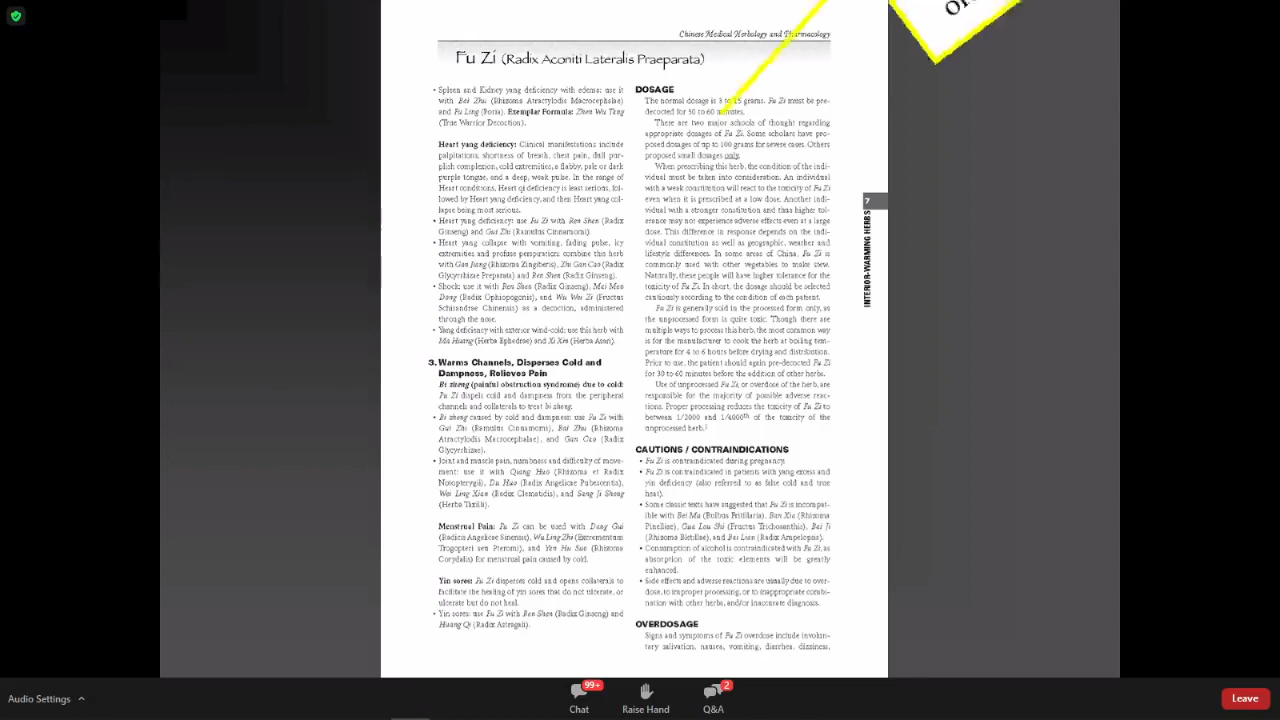 Chinese Medical Herbology and Pharmacology
Fu Zi (Radix Aconiti Lateralis Praeparata)
• Spleen and Kidney yang deficiency with edema: use it
with Bai Zhu (Rhizoma Atractylodis Macrocephalae)
and Fu Ling (Poria). Exemplar Formula: Zhen Wu Tang
(True Warrior Decoction).
Heart yang deficiency: Clinical manifestations include
palpitations, shortness of breath, chest pain, dull pur-
plish complexion, cold extremities, a flabby, pale or dark
purple tongue, and a deep, weak pulse. In the range of
Heart conditions, Heart qi deficiency is least serious, fol-
lowed by Heart yang deficiency, and then Heart yang col-
lapse being most serious.
• Heart yang deficiency: use Fu Zi with Ren Shen (Radix
Ginseng) and Gui Zhi (Ramulus Cinnamomi).
• Heart yang collapse with vomiting, fading pulse, icy
extremities and profuse perspiration: combine this herb
with Gan Jiang (Rhizoma Zingiberis), Zhi Gan Cao (Radix
Glycyrrhizae Preparata) and Ren Shen (Radix Ginseng).
• Shock: use it with Ren Shen (Radix Ginseng), Mai Men
Dong (Radix Ophiopogonis), and Wu Wei Zi (Fructus
Schisandrae Chinensis) as a decoction, administered
through the nose.
• Yang deficiency with exterior wind-cold: use this herb with
Ma Huang (Herba Ephedrae) and Xi Xin (Herba Asari).
3. Warms Channels, Disperses Cold and
Dampness, Relieves Pain
Bi zheng (painful obstruction syndrome) due to cold:
Fu Zi dispels cold and dampness from the peripheral
channels and collaterals to treat bi zheng.
• Bi zheng caused by cold and dampness: use Fu Zi with
Gui Zhi (Ramulus Cinnamomi), Bai Zhu (Rhizoma
Atractylodis Macrocephalae), and Gan Cao (Radix
Glycyrrhizae).
• Joint and muscle pain, numbness and difficulty of move-
ment: use it with Qiang Huo (Rhizoma et Radix
Notopterygii), Du Huo (Radix Angelicae Pubescentis),
Wei Ling Xian (Radix Clematidis), and Sang Ji Sheng
(Herba Taxilli).
Menstrual Pain: Fu Zi can be used with Dang Gui
(Radicis Angelicae Sinensis), Wu Ling Zhi (Excrementum
Trogopteri seu Pteromi), and Yan Hu Suo (Rhizoma
Corydalis) for menstrual pain caused by cold.
Yin sores: Fu Zi disperses cold and opens collaterals to
facilitate the healing of yin sores that do not ulcerate, or
ulcerate but do not heal.
• Yin sores: use Fu Zi with Ren Shen (Radix Ginseng) and
Huang Qi (Radix Astragali).
DOSAGE
The normal dosage is 3 to 15 grams. Fu Zi must be pre-
decocted for 30 to 60 minutes.
There are two major schools of thought regarding
appropriate dosages of Fu Zi. Some scholars have pro-
posed dosages of up to 100 grams for severe cases. Others
proposed small dosages only.
When prescribing this herb, the condition of the indi-
vidual must be taken into consideration. An individual
with a weak constitution will react to the toxicity of Fu Zi
even when it is prescribed at a low dose. Another indi-
vidual with a stronger constitution and thus higher tol-
erance may not experience adverse effects even at a large
dose. This difference in response depends on the indi-
vidual constitution as well as geographic, weather and
lifestyle differences. In some areas of China, Fu Zi is
commonly used with other vegetables to make stew.
Naturally, these people will have higher tolerance for the
toxicity of Fu Zi. In short, the dosage should be selected
cautiously according to the condition of each patient.
Fu Zi is generally sold in the processed form only, as
the unprocessed form is quite toxic. Though there are
multiple ways to process this herb, the most common way
is for the manufacturer to cook the herb at boiling tem-
perature for 4 to 6 hours before drying and distribution.
Prior to use, the patient should again pre-decocted Fu Zi
for 30 to 60 minutes before the addition of other herbs.
Use of unprocessed Fu Zi, or overdose of the herb, are
responsible for the majority of possible adverse reac-
tions. Proper processing reduces the toxicity of Fu Zi to
between 1/2000 and 1/4000th of the toxicity of the
unprocessed herb.
CAUTIONS / CONTRAINDICATIONS
• Fu Zi is contraindicated during pregnancy.
• Fu Zi is contraindicated in patients with yang excess and
yin deficiency (also referred to as false cold and true
heat).
• Some classic texts have suggested that Fu Zi is incompat-
ible with Bei Mu (Bulbus Fritillaria), Ban Xia (Rhizoma
Pinelliae), Gua Lou Shi (Fructus Trichosanthis), Bai Ji
(Rhizoma Bletillae), and Bai Lian (Radix Ampelopsis).
• Consumption of alcohol is contraindicated with Fu Zi, as
absorption of the toxic elements will be greatly
enhanced.
• Side effects and adverse reactions are usually due to over-
dose, to improper processing, or to inappropriate combi-
nation with other herbs, and/or inaccurate diagnosis.
OVERDOSAGE
Signs and symptoms of Fu Zi overdose include involun-
tary salivation, nausea, vomiting, diarrhea, dizziness,
7
INTERIOR-WARMING HERBS
Audio Settings
Chat
99+
Raise Hand
Q&A
2
Leave